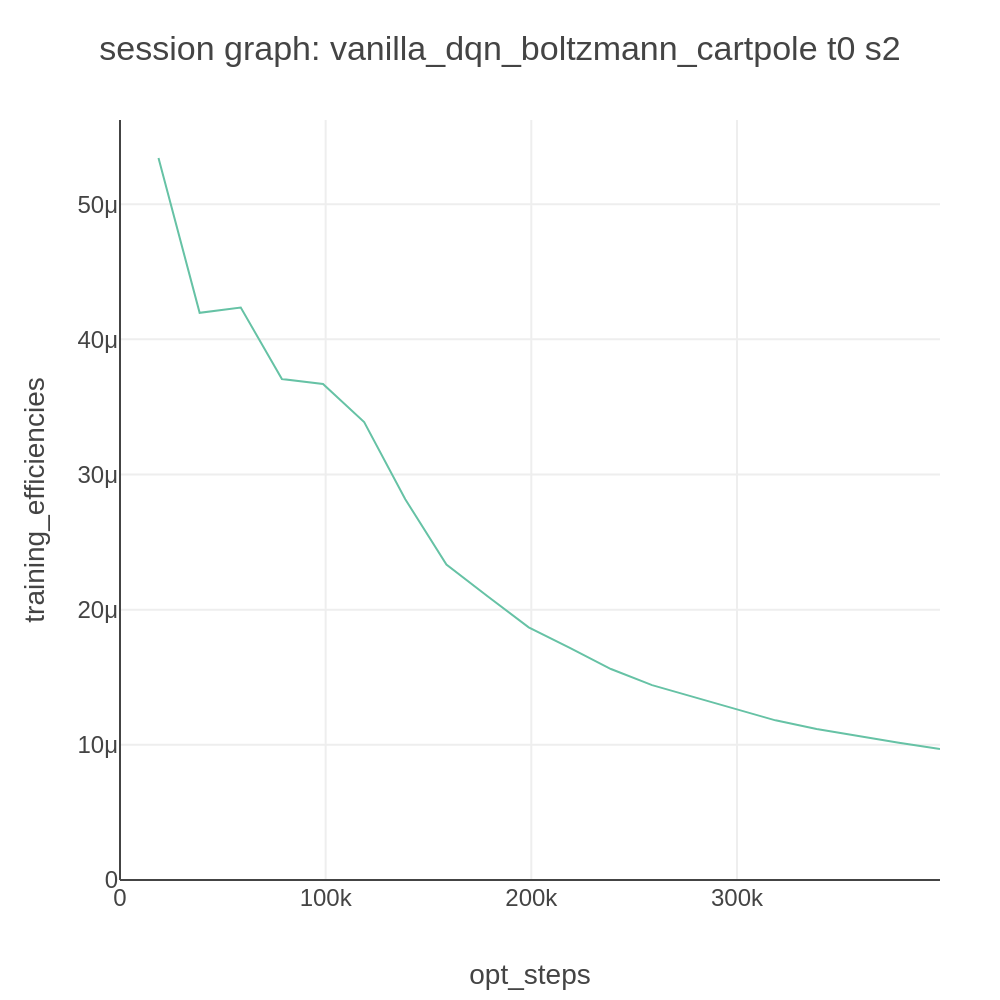 session graph: vanilla_dqn_boltzmann_cartpole t0 s2
training_efficiencies
50μ
40μ
30μ
20μ
10μ
0
0
100k
200k
300k
opt_steps